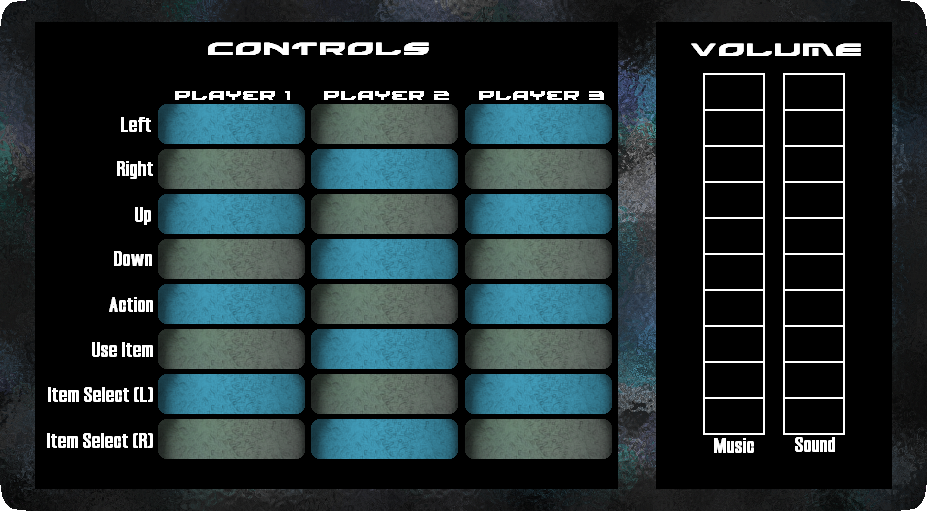 CONTROLS
PLAYER 1 PLAYER 2 PLAYER 3
Left
Right
Up
Down
Action
Use Item
Item Select (L)
Item Select (R)
VOLUME
Music Sound